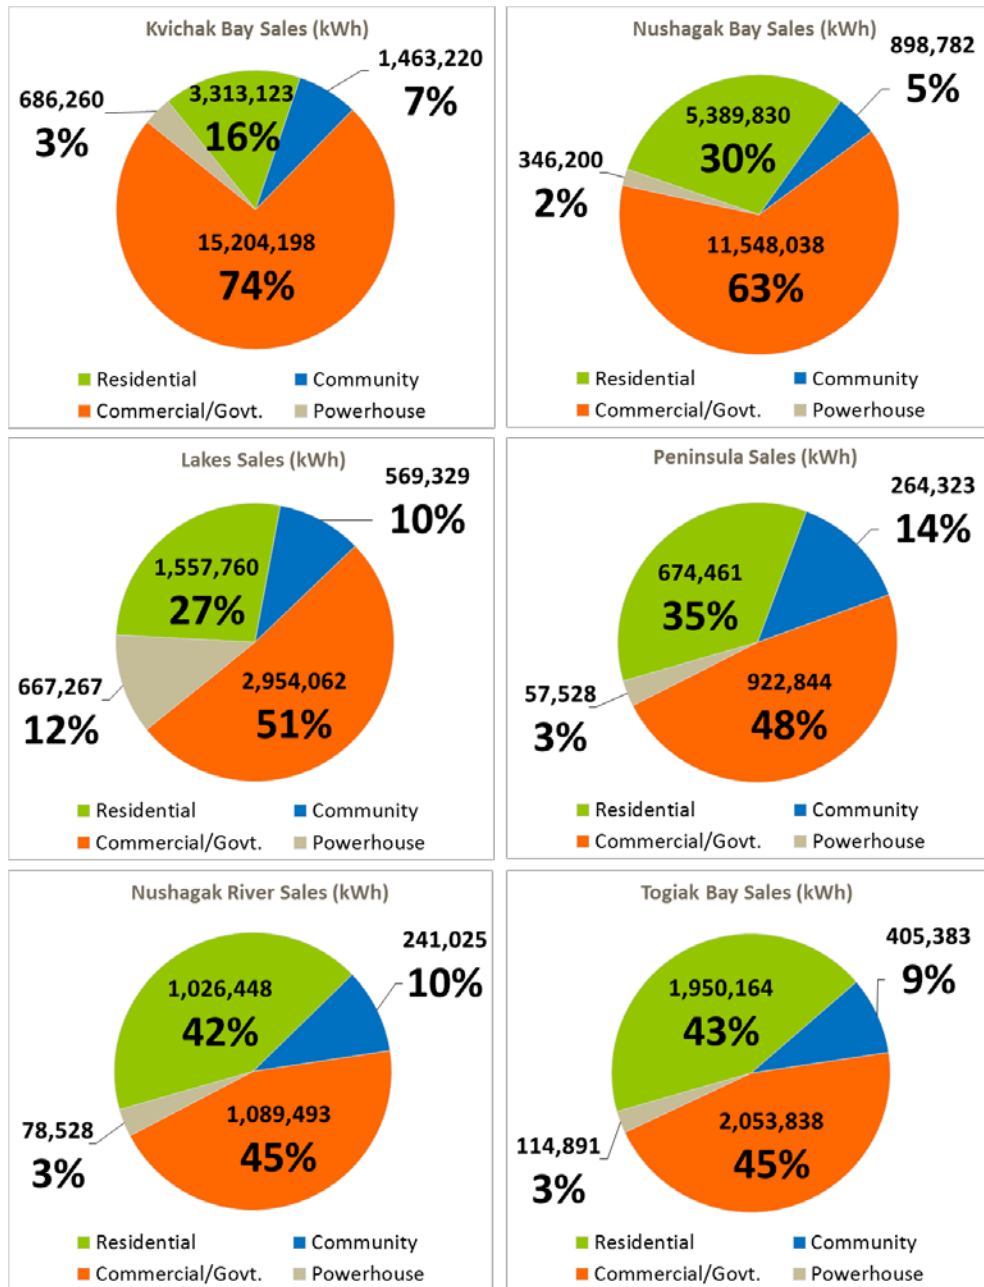 Kvichak Bay Sales (kWh)
1,463,220
7%
686,260
3%
3,313,123
16%
15,204,198
74%
Residential
Community
Commercial/Govt.
Powerhouse
Nushagak Bay Sales (kWh)
898,782
5%
5,389,830
30%
346,200
2%
11,548,038
63%
Residential
Community
Commercial/Govt.
Powerhouse
Lakes Sales (kWh)
569,329
10%
1,557,760
27%
667,267
12%
2,954,062
51%
Residential
Community
Commercial/Govt.
Powerhouse
Peninsula Sales (kWh)
264,323
14%
674,461
35%
57,528
3%
922,844
48%
Residential
Community
Commercial/Govt.
Powerhouse
Nushagak River Sales (kWh)
241,025
10%
1,026,448
42%
78,528
3%
1,089,493
45%
Residential
Community
Commercial/Govt.
Powerhouse
Togiak Bay Sales (kWh)
405,383
9%
1,950,164
43%
114,891
3%
2,053,838
45%
Residential
Community
Commercial/Govt.
Powerhouse